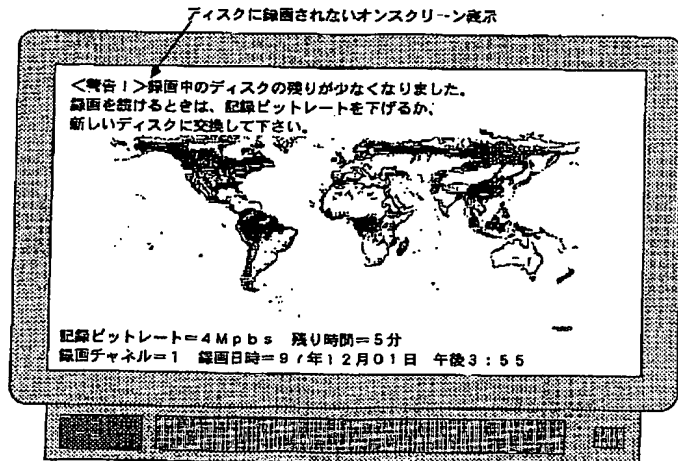 ディスクに録画されないオンスクリーン表示
<警告!>録画中のディスクの残りが少なくなりました。
録画を続けるときは、記録ビットレートを下げるか、
新しいディスクに交換して下さい。
記録ビットレート=4Mpbs 残り時間=5分
録画チャネル=1 録画日時=97年12月01日 午後3:55